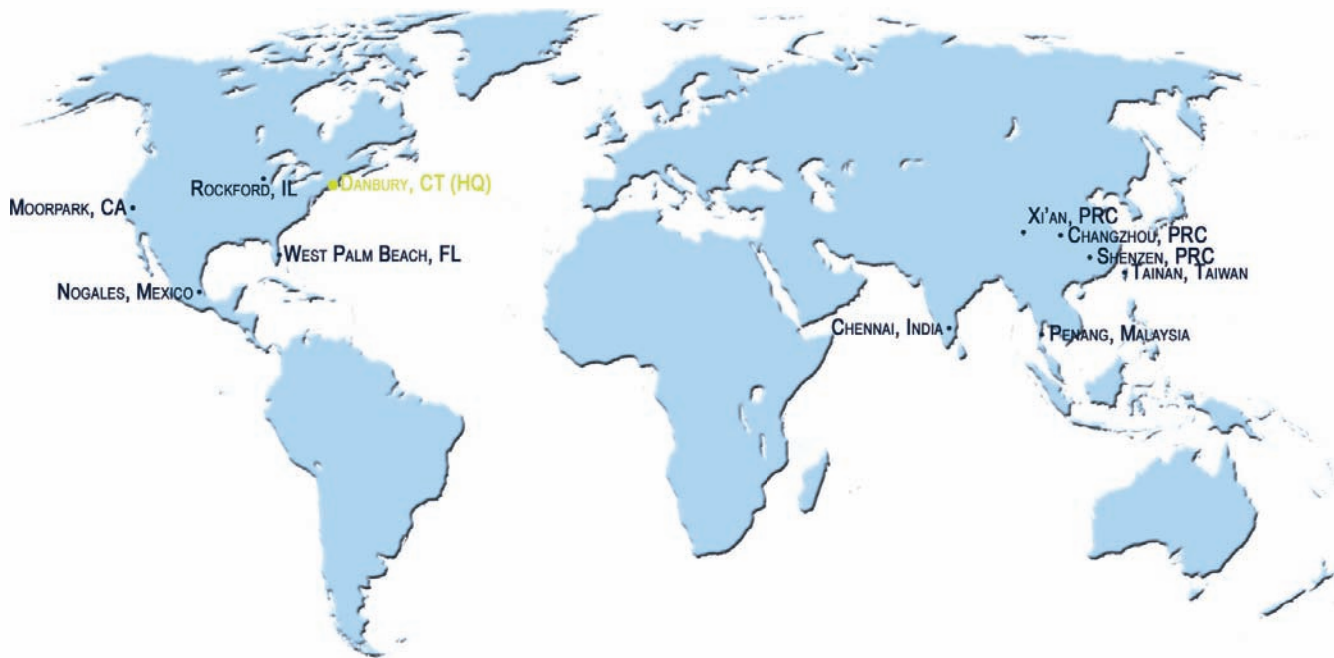 Rockford, IL
Danbury, CT (HQ)
Moorpark, CA
Xi'an, PRC
Changzhou, PRC
West Palm Beach, FL
Shenzen, PRC
Tainan, Taiwan
Nogales, Mexico
Chennai, India
Penang, Malaysia